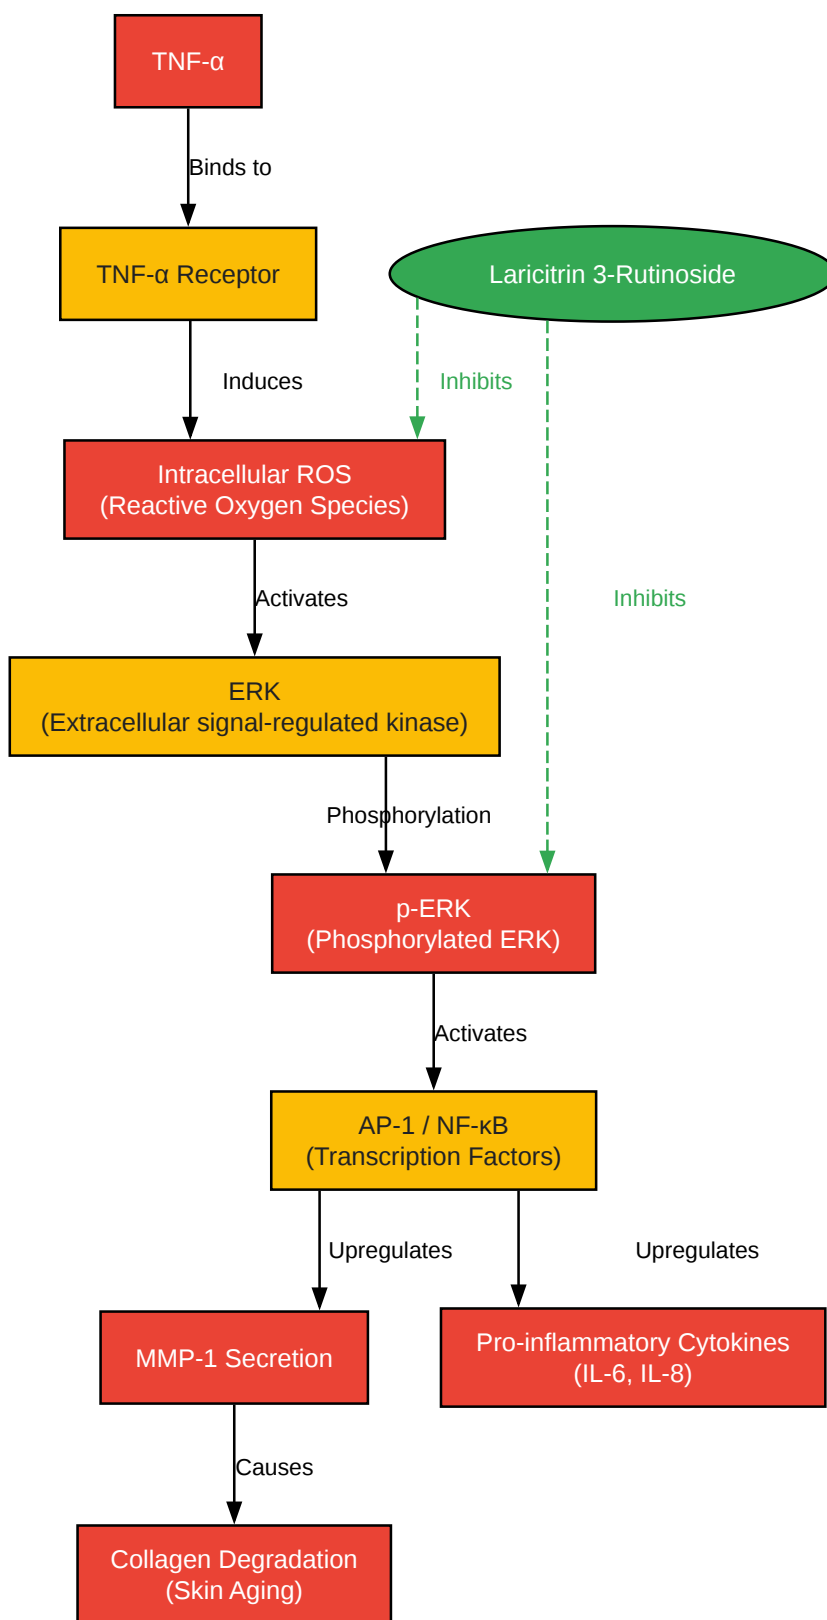 TNF-α
Binds to
TNF-α Receptor
Laricitrin 3-Rutinoside
Induces
Inhibits
Intracellular ROS
(Reactive Oxygen Species)
Activates
Inhibits
ERK
(Extracellular signal-regulated kinase)
Phosphorylation
p-ERK
(Phosphorylated ERK)
Activates
AP-1 / NF-κB
(Transcription Factors)
Upregulates
Upregulates
MMP-1 Secretion
Pro-inflammatory Cytokines
(IL-6, IL-8)
Causes
Collagen Degradation
(Skin Aging)